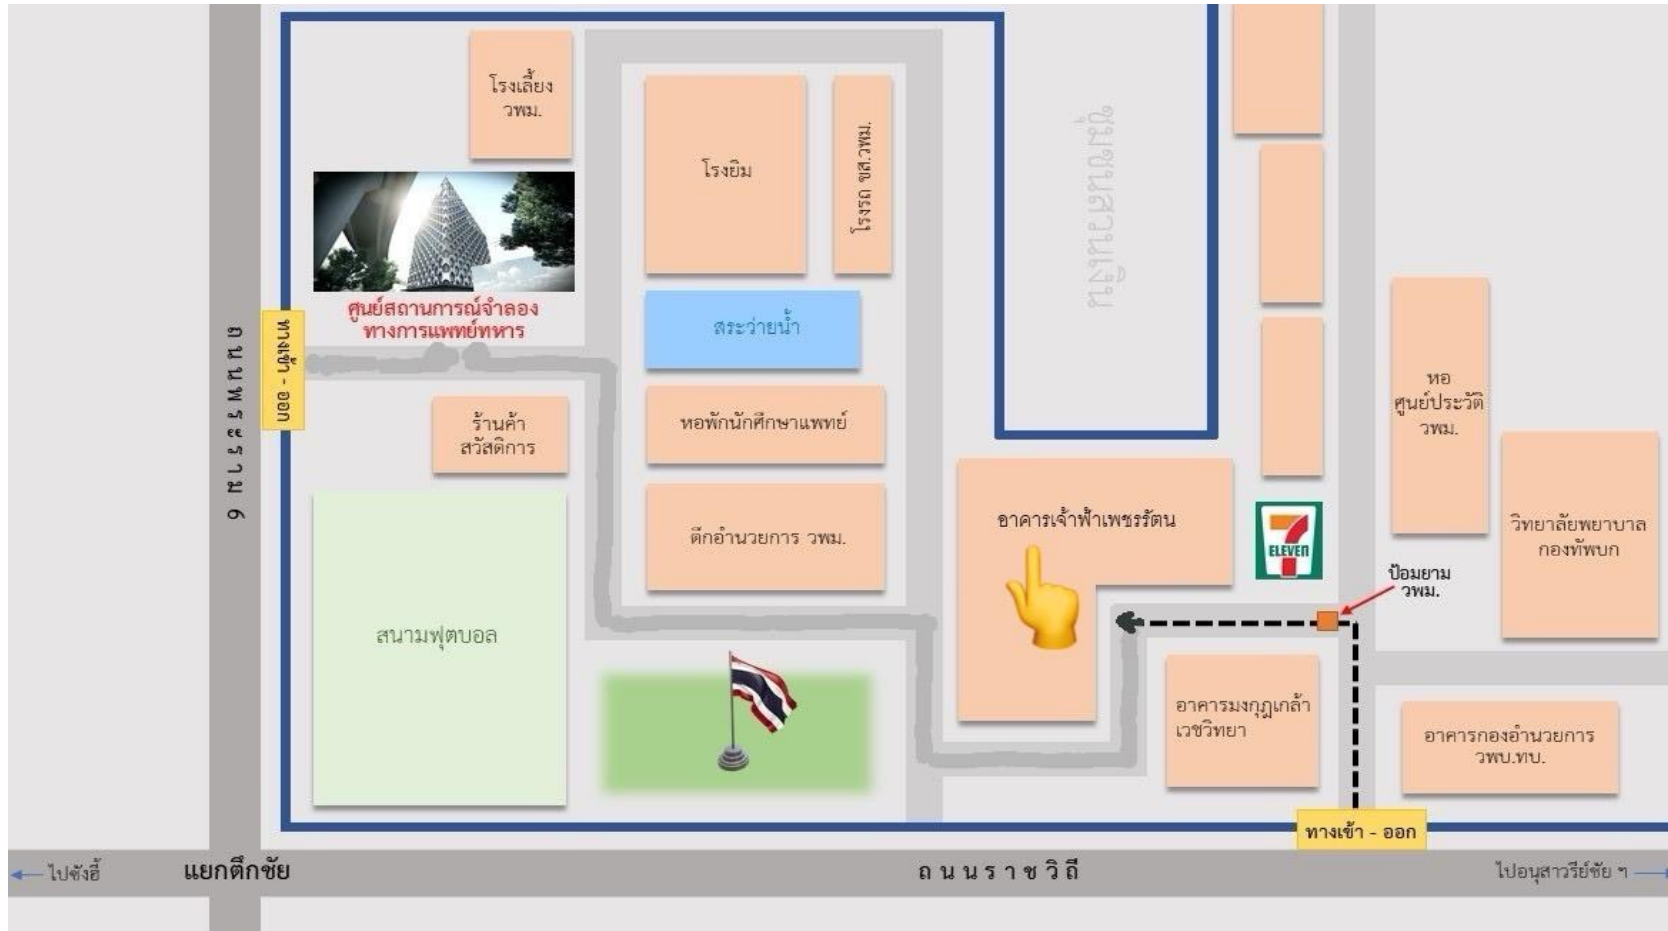 โรงเลี้ยง
วพม.
โรงยิม
โรงรถ ขส.วพม.
ชุมชนสวนเงิน
ศูนย์สถานการณ์จำลอง
ทางการแพทย์ทหาร
สระว่ายน้ำ
ถนนพระราม 6
ทางเข้า - ออก
ร้านค้า
สวัสดิการ
หอพักนักศึกษาแพทย์
หอ
ศูนย์ประวัติ
วพม.
ตึกอำนวยการ วพม.
อาคารเจ้าฟ้าเพชรรัตน
7
ELEVEn
วิทยาลัยพยาบาล
กองทัพบก
ป้อมยาม
วพม.
สนามฟุตบอล
อาคารมงกุฎเกล้า
เวชวิทยา
อาคารกองอำนวยการ
วพบ.ทบ.
ทางเข้า - ออก
ไปซังฮี้
แยกตึกชัย
ถนนราชวิถี
ไปอนุสาวรีย์ชัย ฯ